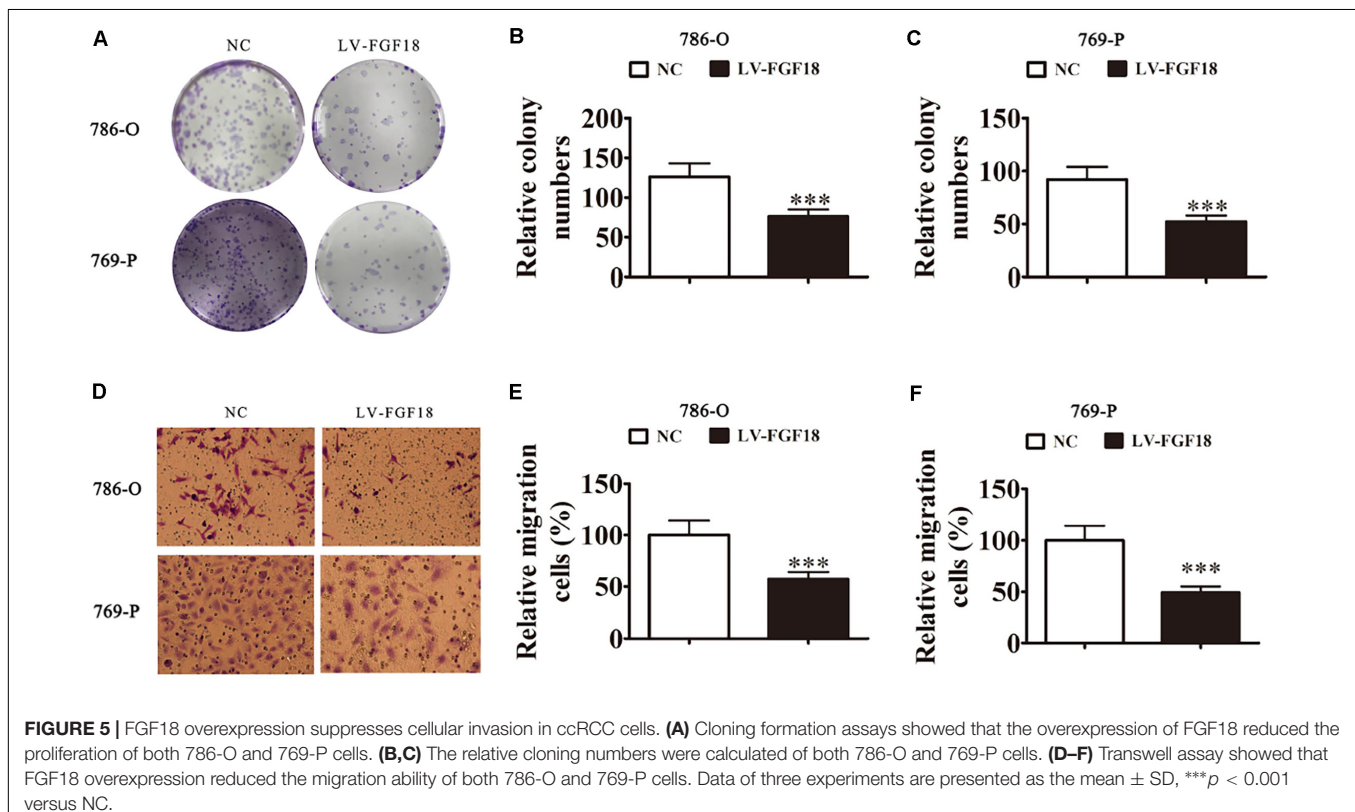 A
NC LV-FGF18
786-O
769-P
B
786-O
NC LV-FGF18
Relative colony
numbers
200
150
100
50
0
***
C
769-P
NC LV-FGF18
Relative colony
numbers
150
100
50
0
***
D
NC LV-FGF18
786-O
769-P
E
786-O
NC LV-FGF18
Relative migration
cells (%)
150
100
50
0
***
F
769-P
NC LV-FGF18
Relative migration
cells (%)
150
100
50
0
***
FIGURE 5 | FGF18 overexpression suppresses cellular invasion in ccRCC cells. (A) Cloning formation assays showed that the overexpression of FGF18 reduced the
proliferation of both 786-O and 769-P cells. (B,C) The relative cloning numbers were calculated of both 786-O and 769-P cells. (D–F) Transwell assay showed that
FGF18 overexpression reduced the migration ability of both 786-O and 769-P cells. Data of three experiments are presented as the mean ± SD, ***p < 0.001
versus NC.